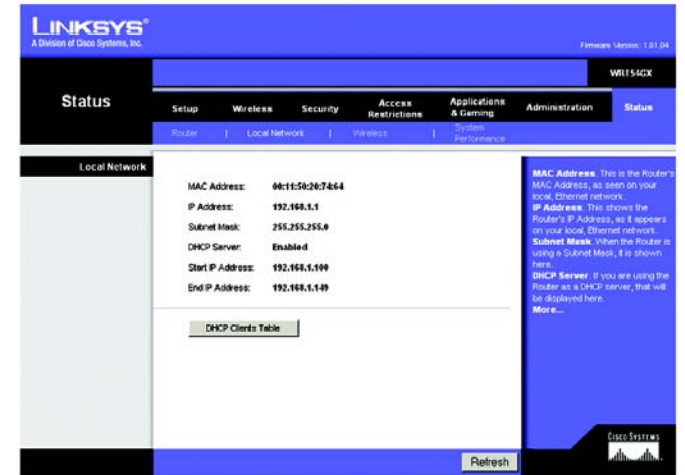 LINKSYS®
A Division of Cisco Systems, Inc.
Firmware Version: 1.01.04
WRT54GX
Status
Setup Wireless Security Access Restrictions Applications & Gaming Administration Status
Router | Local Network | Wireless | System Performance
Local Network
MAC Address: 00:11:50:20:74:64
IP Address: 192.168.1.1
Subnet Mask: 255.255.255.0
DHCP Server: Enabled
Start IP Address: 192.168.1.100
End IP Address: 192.168.1.149
DHCP Clients Table
MAC Address. This is the Router's
MAC Address, as seen on your
local, Ethernet network.
IP Address. This shows the
Router's IP Address, as it appears
on your local, Ethernet network.
Subnet Mask. When the Router is
using a Subnet Mask, it is shown
here.
DHCP Server. If you are using the
Router as a DHCP server, that will
be displayed here.
More...
Refresh
CISCO SYSTEMS